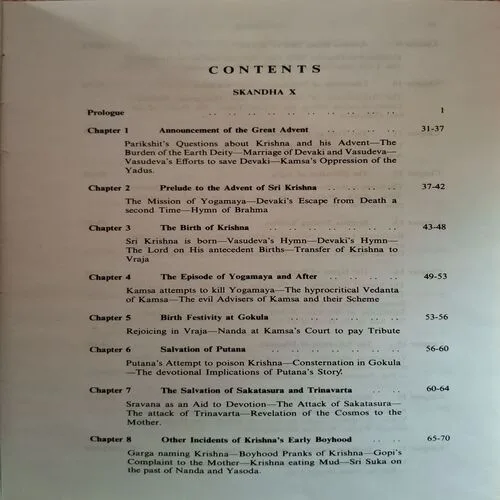 CONTENTS
SKANDHA X
Prologue .. .. .. .. .. .. .. .. .. .. 1
Chapter 1 Announcement of the Great Advent .. .. .. .. 31-37
Parikshit's Questions about Krishna and his Advent—The
Burden of the Earth Deity—Marriage of Devaki and Vasudeva—
Vasudeva's Efforts to save Devaki—Kamsa's Oppression of the
Yadus.
Chapter 2 Prelude to the Advent of Sri Krishna .. .. .. .. 37-42
The Mission of Yogamaya—Devaki's Escape from Death a
second Time—Hymn of Brahma
Chapter 3 The Birth of Krishna .. .. .. .. .. .. 43-48
Sri Krishna is born—Vasudeva's Hymn—Devaki's Hymn—
The Lord on His antecedent Births—Transfer of Krishna to
Vraja
Chapter 4 The Episode of Yogamaya and After .. .. .. .. 49-53
Kamsa attempts to kill Yogamaya—The hyprocritical Vedanta
of Kamsa—The evil Advisers of Kamsa and their Scheme
Chapter 5 Birth Festivity at Gokula .. .. .. .. .. .. 53-56
Rejoicing in Vraja—Nanda at Kamsa's Court to pay Tribute
Chapter 6 Salvation of Putana .. .. .. .. .. .. 56-60
Putana's Attempt to poison Krishna—Consternation in Gokula
—The devotional Implications of Putana's Story.
Chapter 7 The Salvation of Sakatasura and Trinavarta .. .. 60-64
Sravana as an Aid to Devotion—The Attack of Sakatasura—
The attack of Trinavarta—Revelation of the Cosmos to the
Mother.
Chapter 8 Other Incidents of Krishna's Early Boyhood .. .. 65-70
Garga naming Krishna—Boyhood Pranks of Krishna—Gopi's
Complaint to the Mother—Krishna eating Mud—Sri Suka on
the past of Nanda and Yasoda.